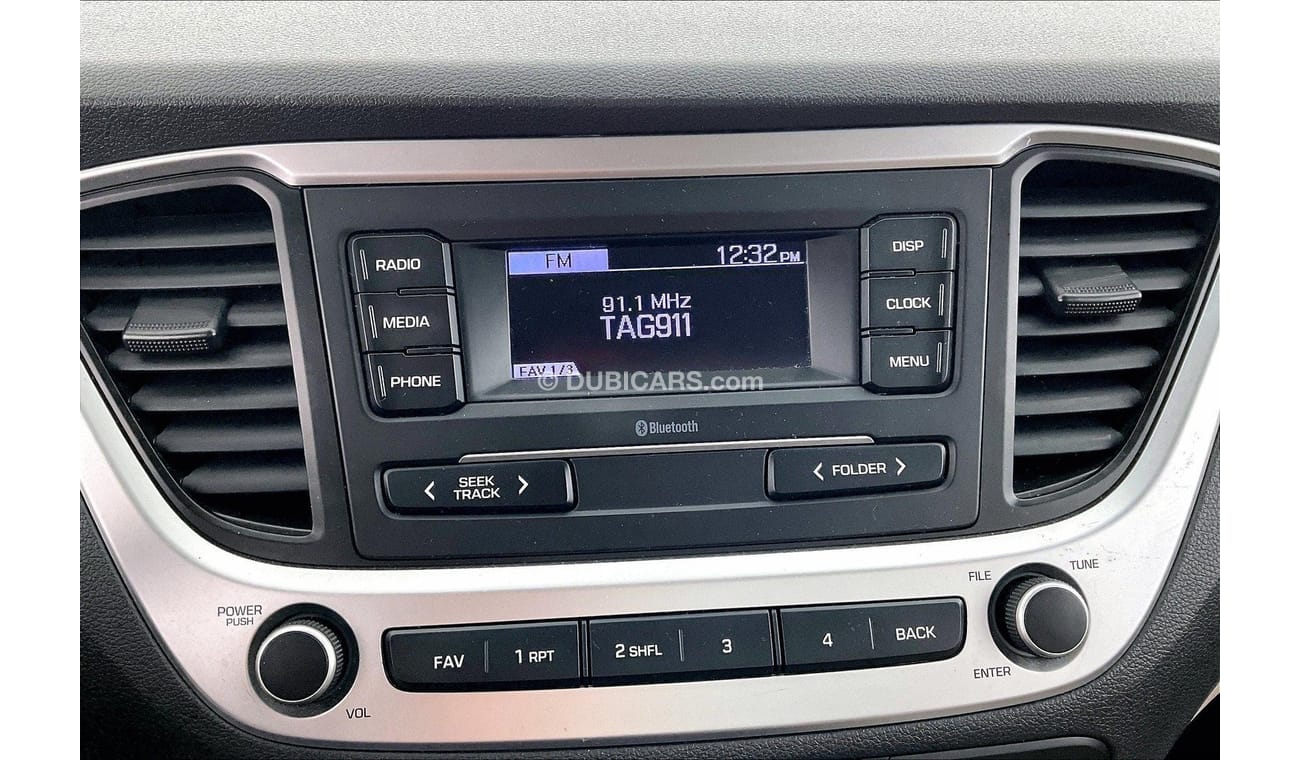 RADIO
MEDIA
PHONE
FM 12:32 PM
91.1 MHz
TAG911
FAV 1/3
© DUBICARS.com
DISP
CLOCK
MENU
Bluetooth
< SEEK TRACK >
< FOLDER >
POWER
PUSH
VOL
FAV 1 RPT 2 SHFL 3 4 BACK
FILE
TUNE
ENTER